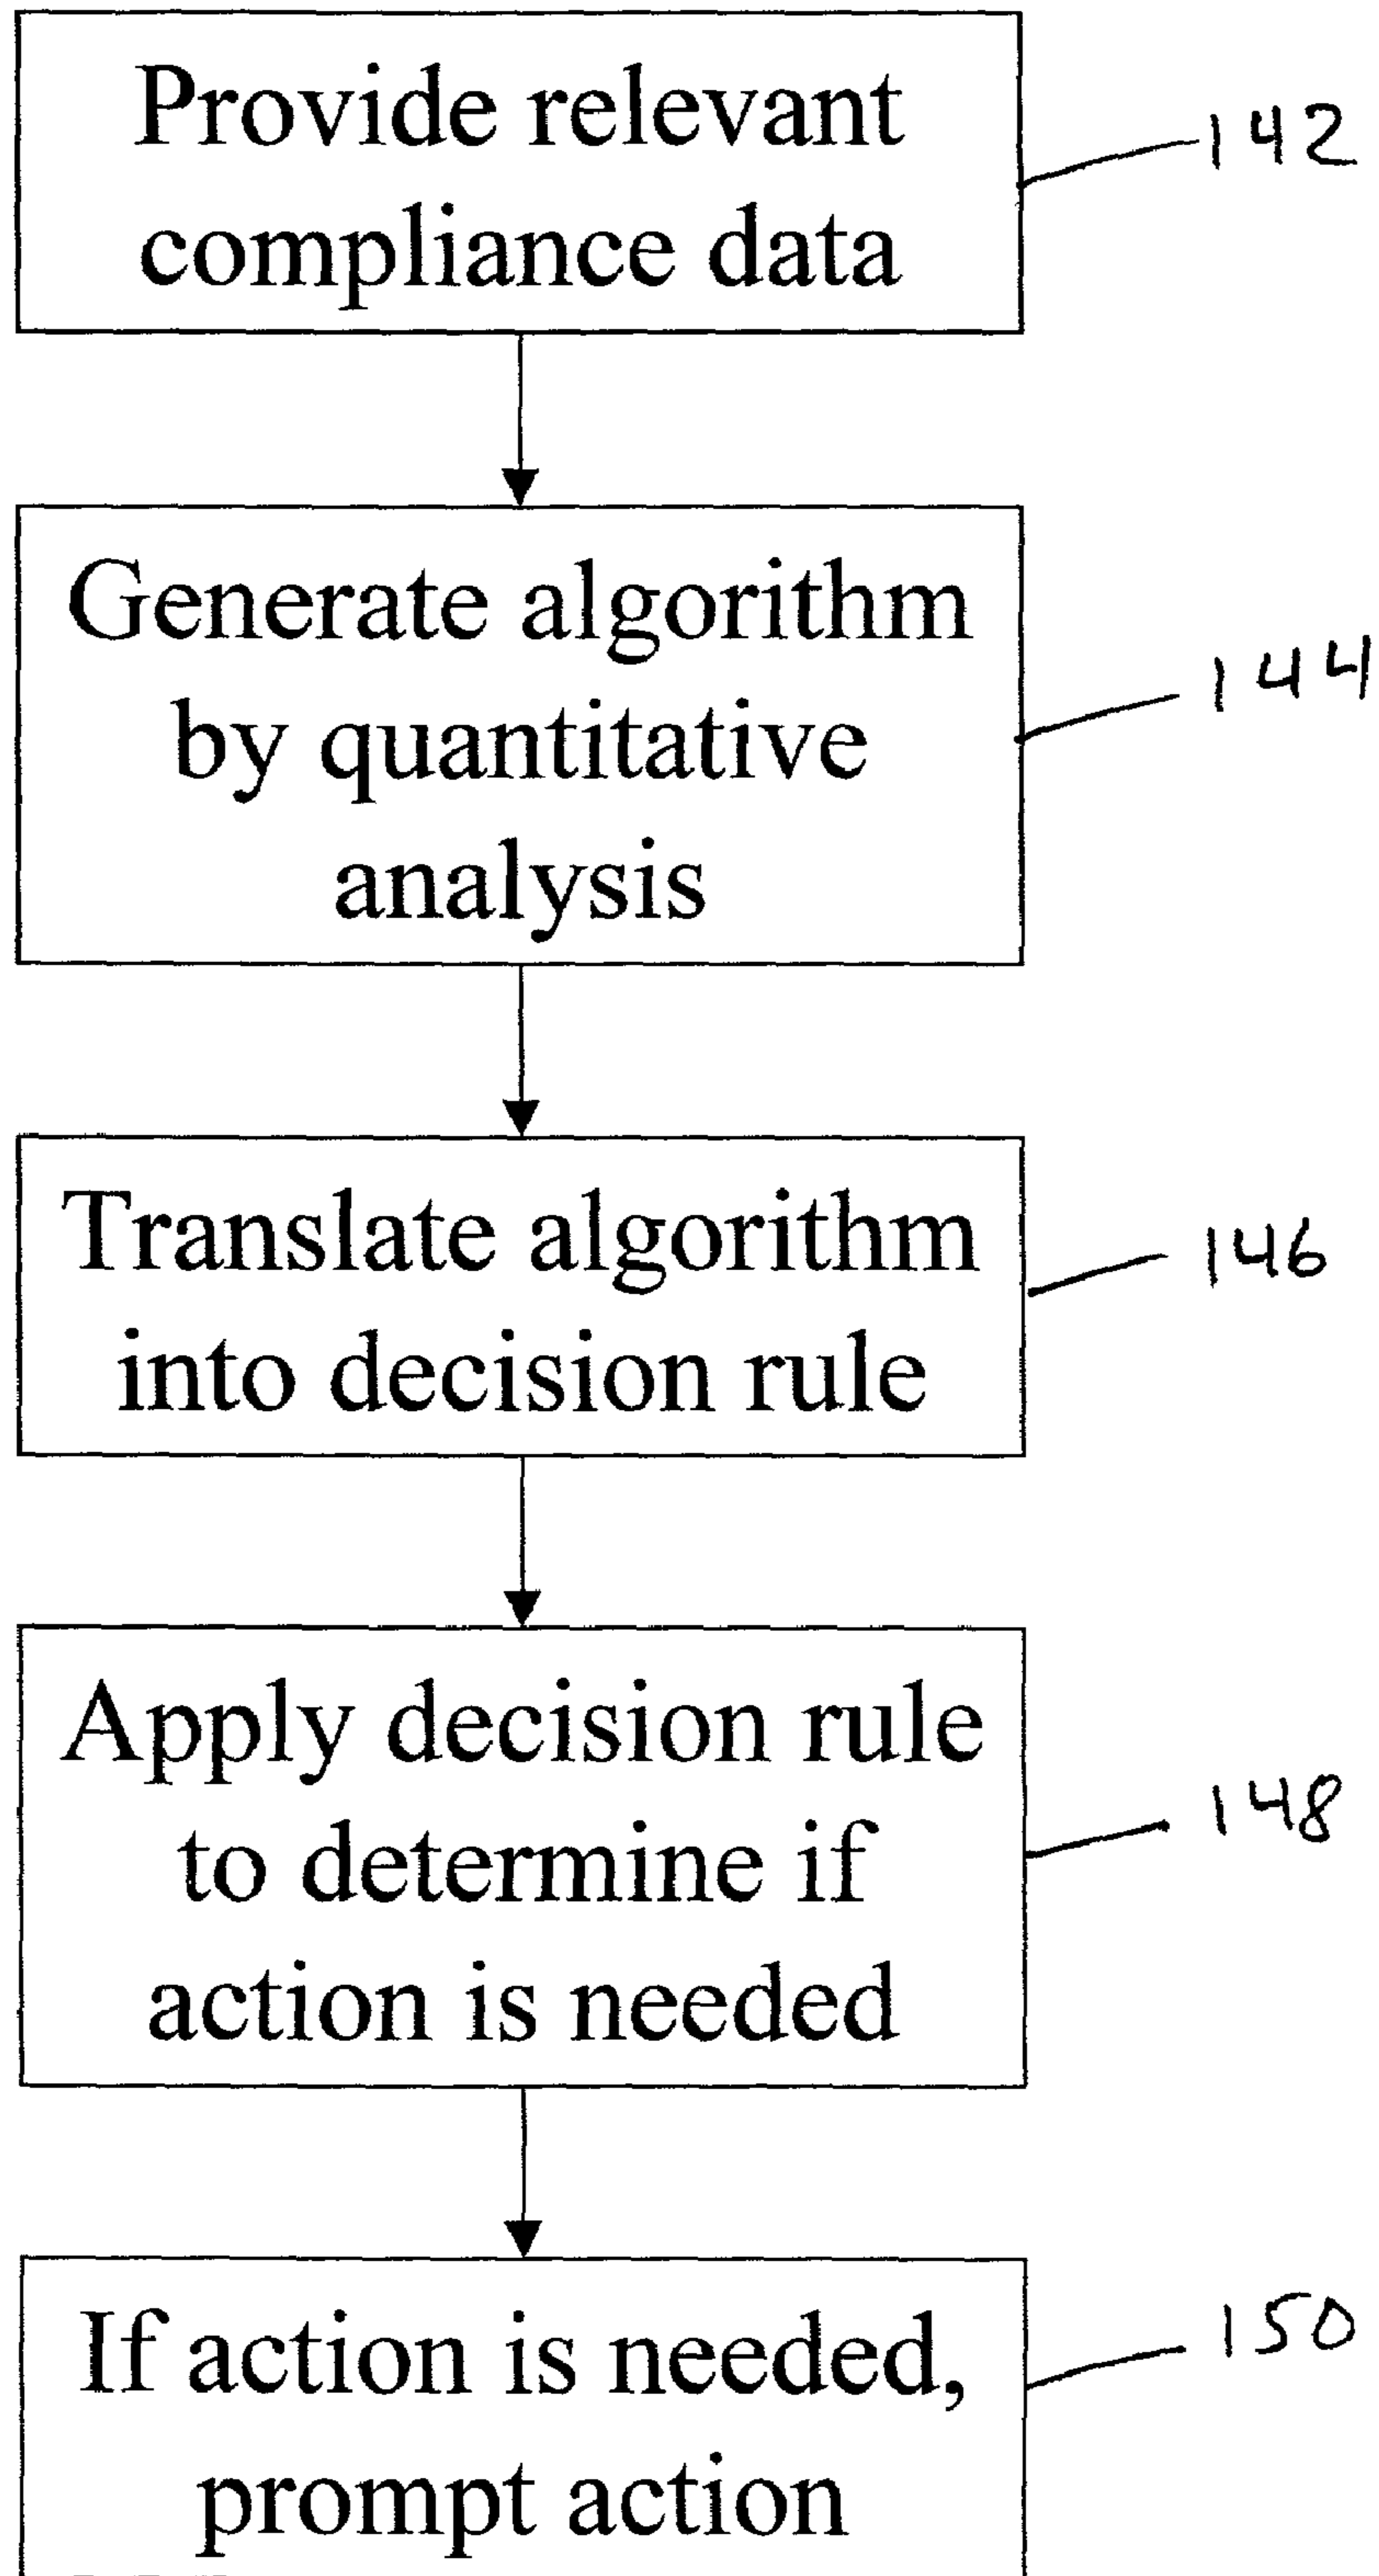 Provide relevant
compliance data
142
Generate algorithm
by quantitative
analysis
144
Translate algorithm
into decision rule
146
Apply decision rule
to determine if
action is needed
148
If action is needed,
prompt action
150